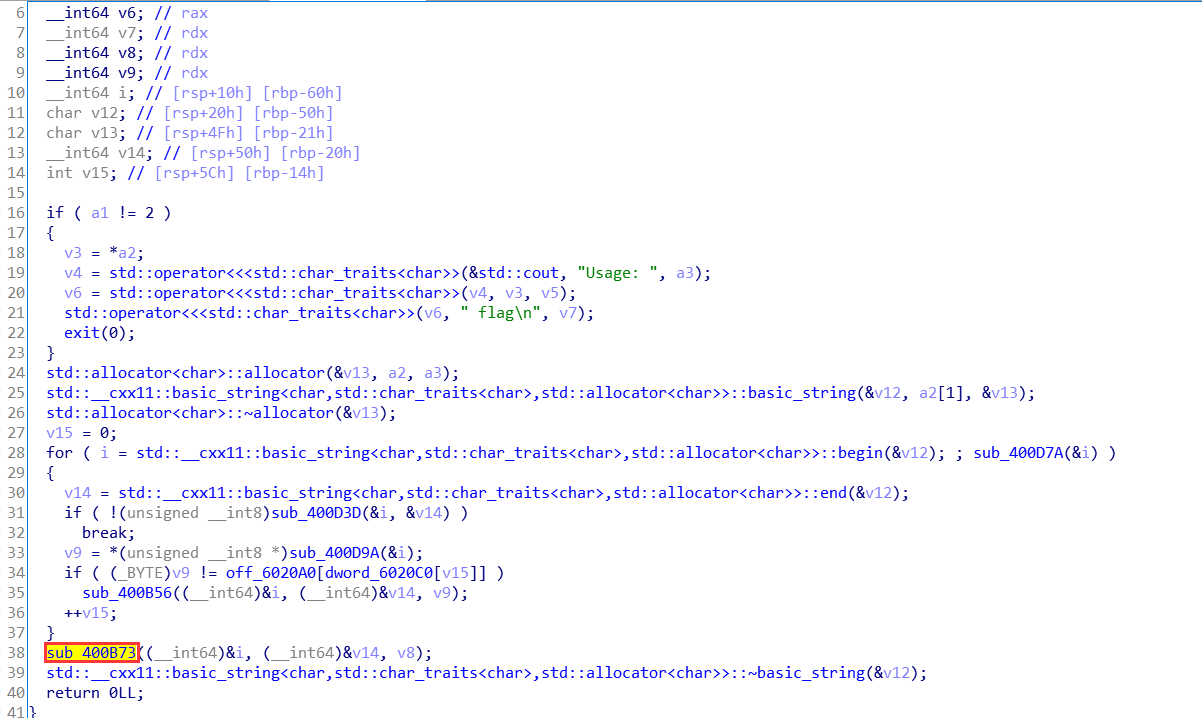 6 __int64 v6; // rax
7 __int64 v7; // rdx
8 __int64 v8; // rdx
9 __int64 v9; // rdx
10 __int64 i; // [rsp+10h] [rbp-60h]
11 char v12; // [rsp+20h] [rbp-50h]
12 char v13; // [rsp+4Fh] [rbp-21h]
13 __int64 v14; // [rsp+50h] [rbp-20h]
14 int v15; // [rsp+5Ch] [rbp-14h]
15
16 if ( a1 != 2 )
17 {
18 v3 = *a2;
19 v4 = std::operator<<<std::char_traits<char>>(&std::cout, "Usage: ", a3);
20 v6 = std::operator<<<std::char_traits<char>>(v4, v3, v5);
21 std::operator<<<std::char_traits<char>>(v6, " flag\n", v7);
22 exit(0);
23 }
24 std::allocator<char>::allocator(&v13, a2, a3);
25 std::__cxx11::basic_string<char,std::char_traits<char>,std::allocator<char>>::basic_string(&v12, a2[1], &v13);
26 std::allocator<char>::~allocator(&v13);
27 v15 = 0;
28 for ( i = std::__cxx11::basic_string<char,std::char_traits<char>,std::allocator<char>>::begin(&v12); ; sub_400D7A(&i) )
29 {
30 v14 = std::__cxx11::basic_string<char,std::char_traits<char>,std::allocator<char>>::end(&v12);
31 if ( !(unsigned __int8)sub_400D3D(&i, &v14) )
32 break;
33 v9 = *(unsigned __int8 *)sub_400D9A(&i);
34 if ( (_BYTE)v9 != off_6020A0[dword_6020C0[v15]] )
35 sub_400B56((__int64)&i, (__int64)&v14, v9);
36 ++v15;
37 }
38 sub_400B73((__int64)&i, (__int64)&v14, v8);
39 std::__cxx11::basic_string<char,std::char_traits<char>,std::allocator<char>>::~basic_string(&v12);
40 return 0LL;
41 }